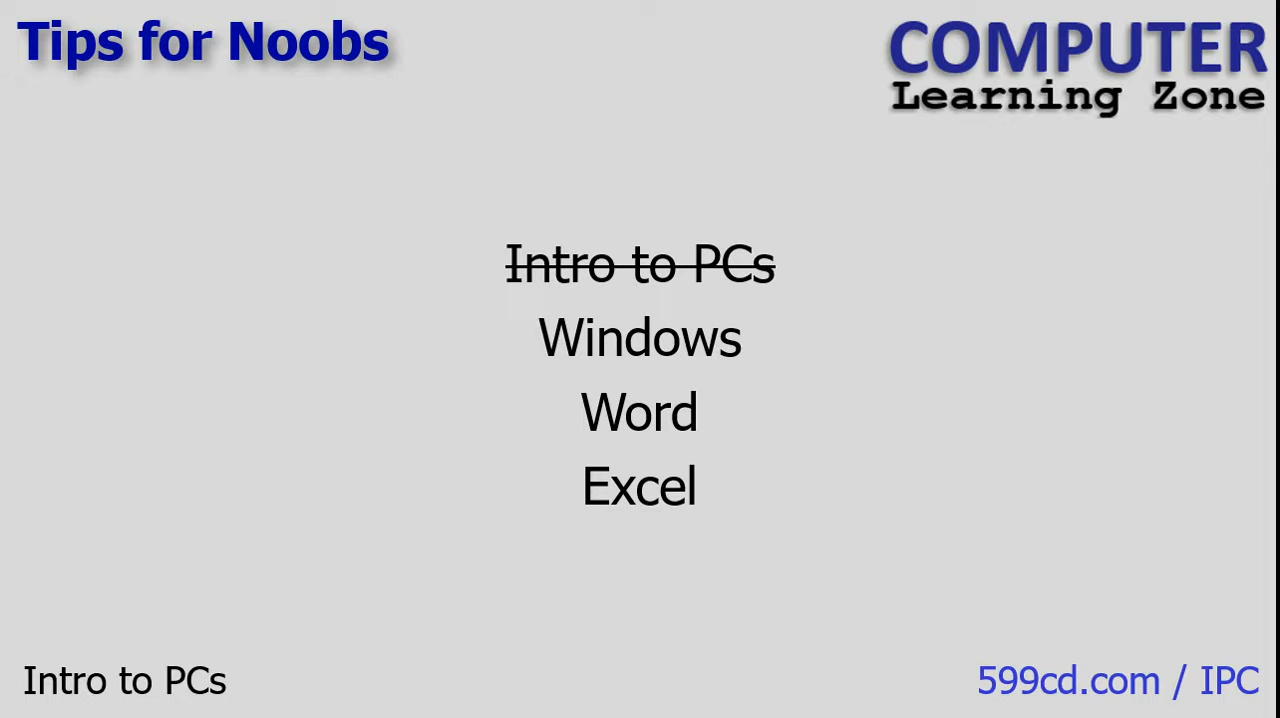 Tips for Noobs
COMPUTER
Learning Zone
Intro to PCs
Windows
Word
Excel
Intro to PCs
599cd.com / IPC